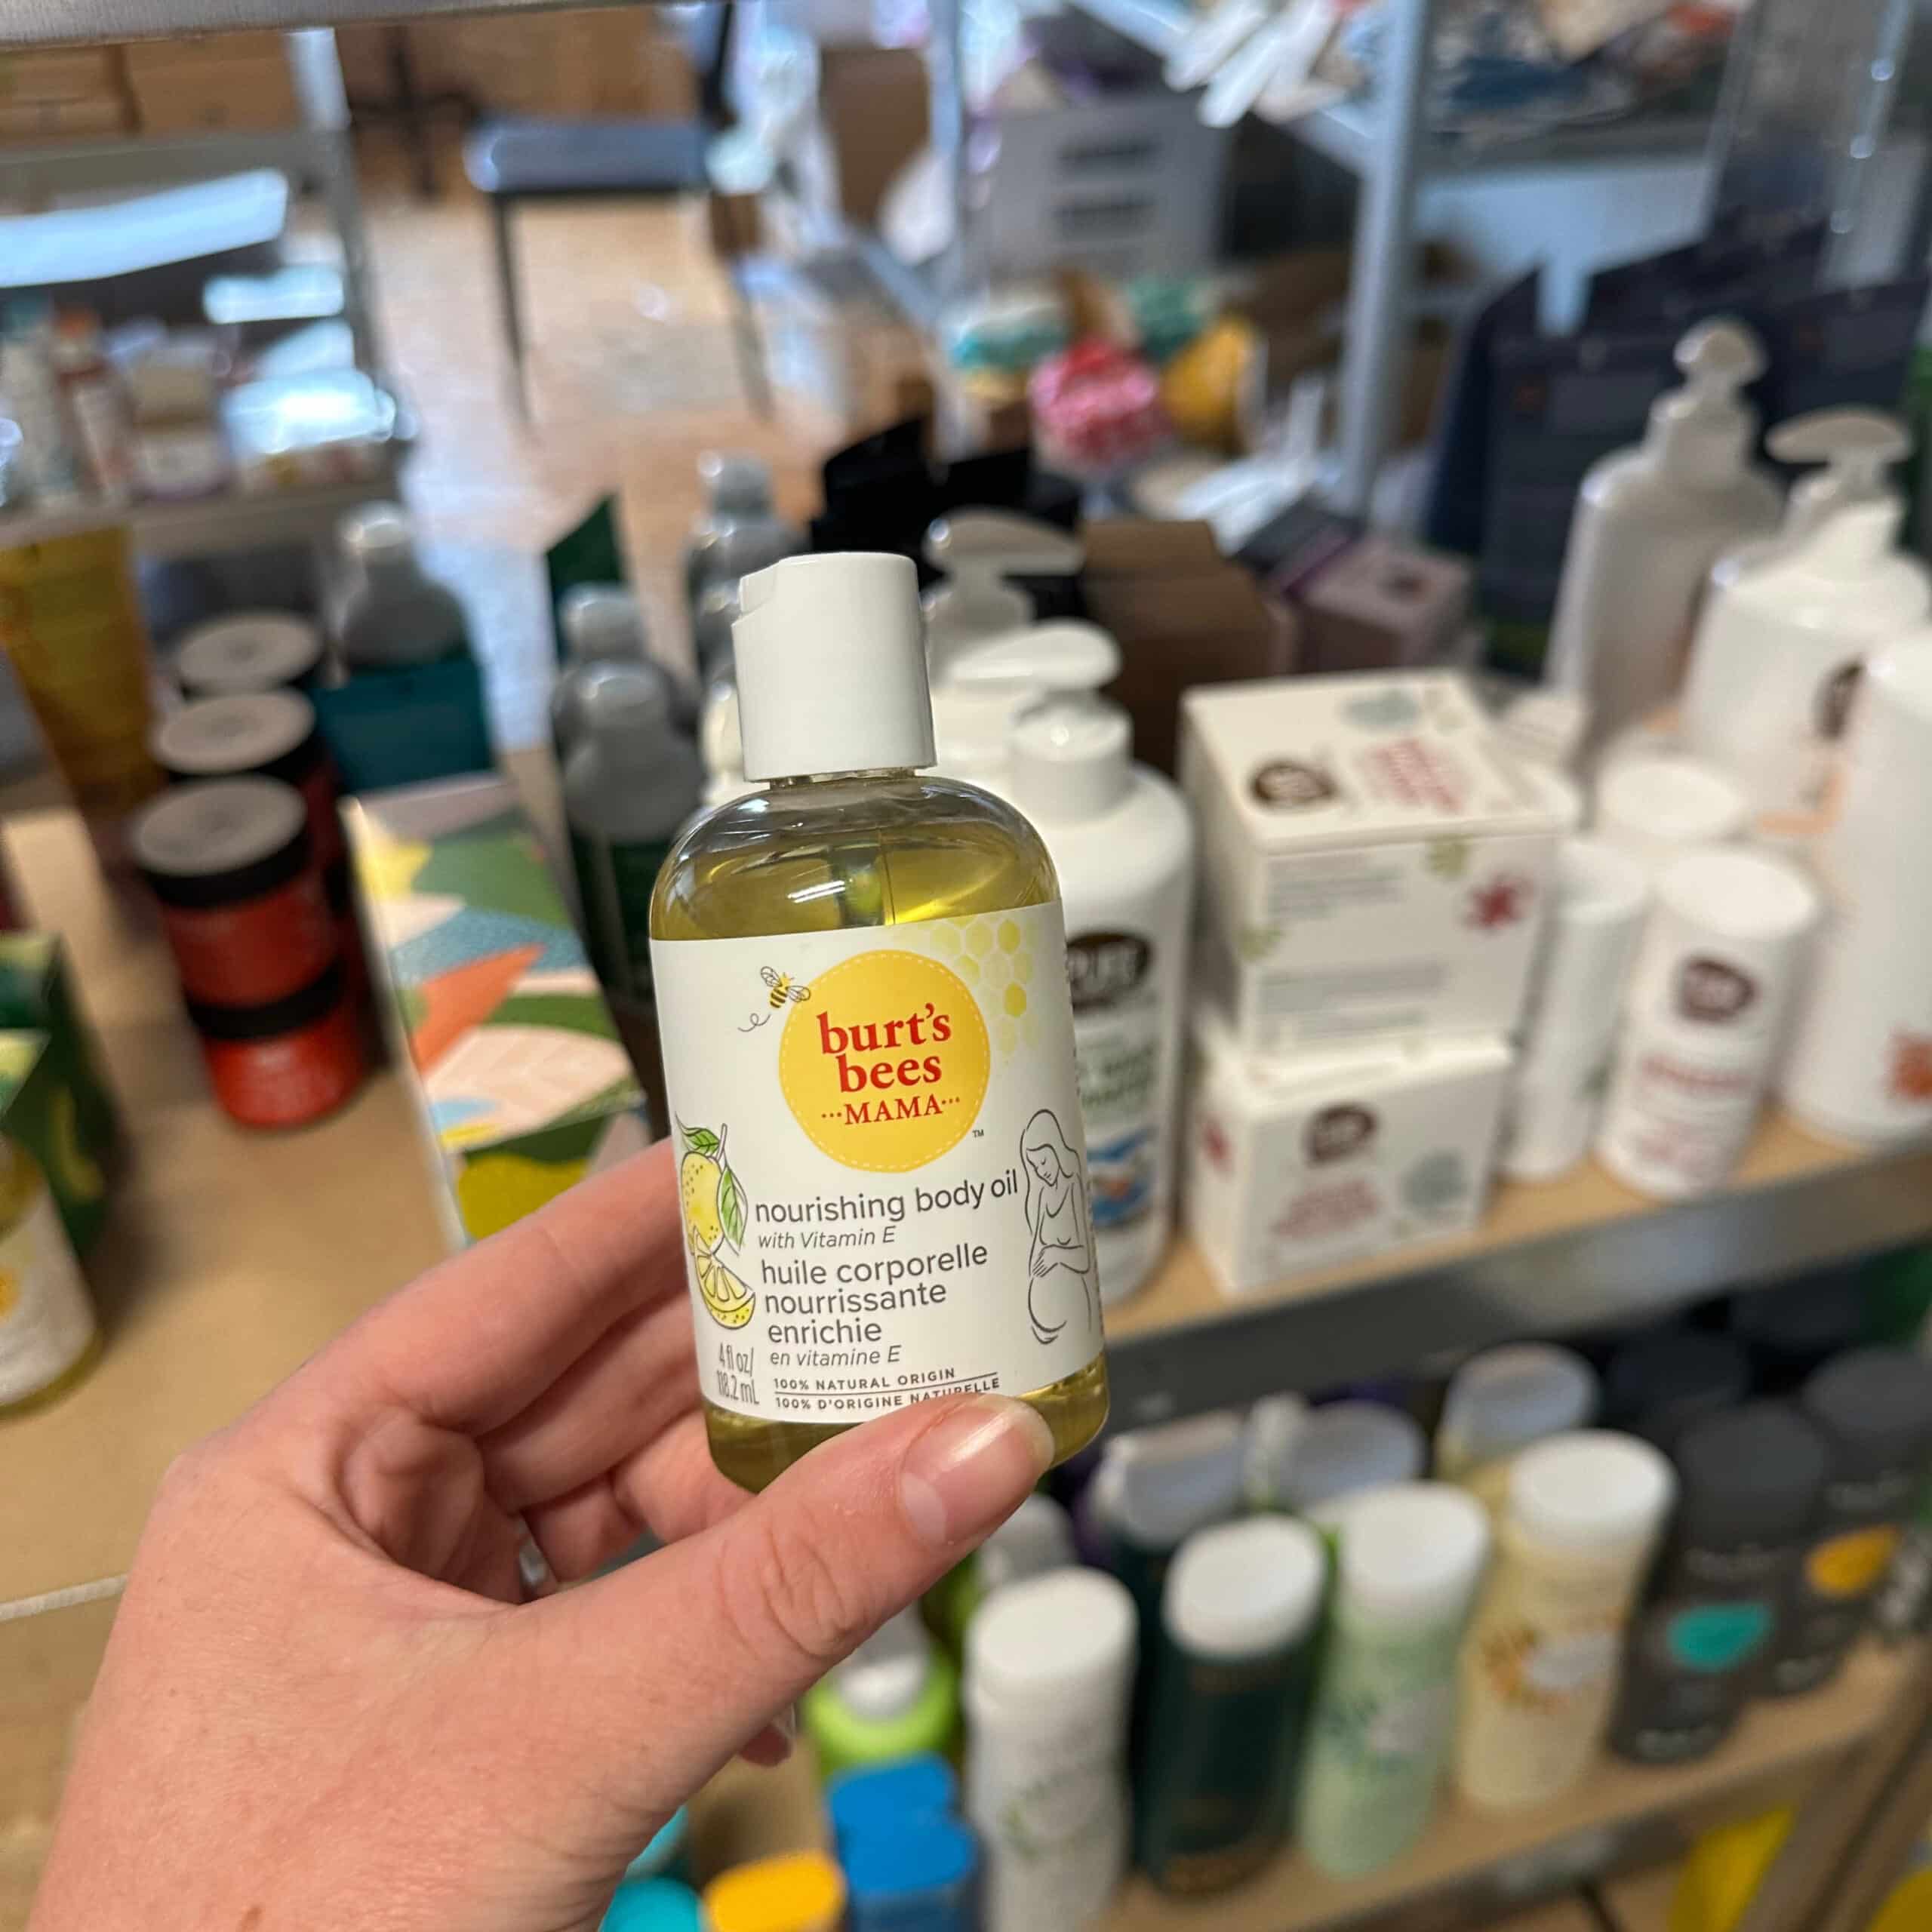 burt's
bees
···MAMA···
™
nourishing body oil
with Vitamin E
huile corporelle
nourrissante
enrichie
en vitamine E
4 fl oz/
118.2 mL
100% NATURAL ORIGIN
100% D'ORIGINE NATURELLE